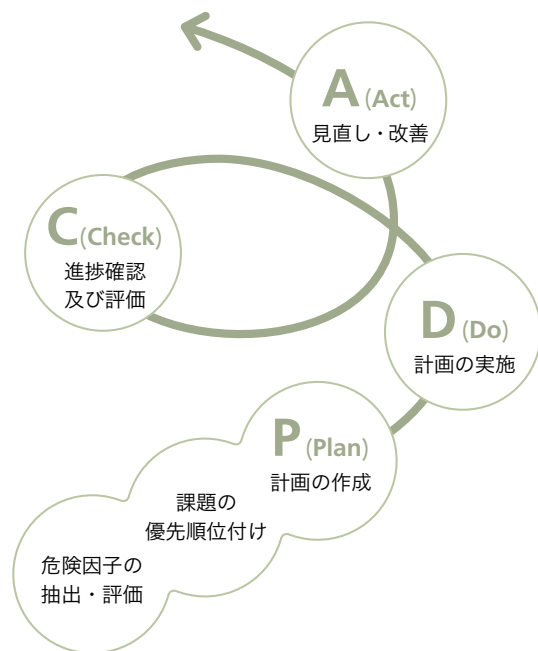 A (Act)
見直し・改善
C (Check)
進捗確認
及び評価
D (Do)
計画の実施
P (Plan)
計画の作成
課題の
優先順位付け
危険因子の
抽出・評価